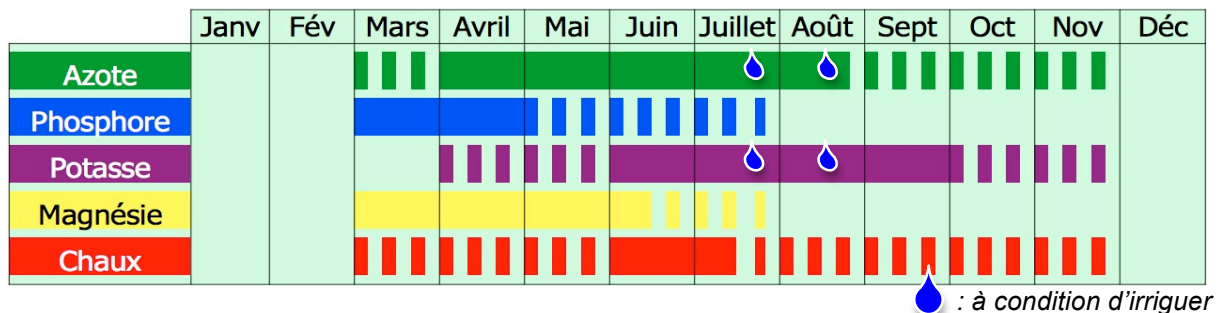 Janv Fév Mars Avril Mai Juin Juillet Août Sept Oct Nov Déc
Azote
Phosphore
Potasse
Magnésie
Chaux
: à condition d'irriguer